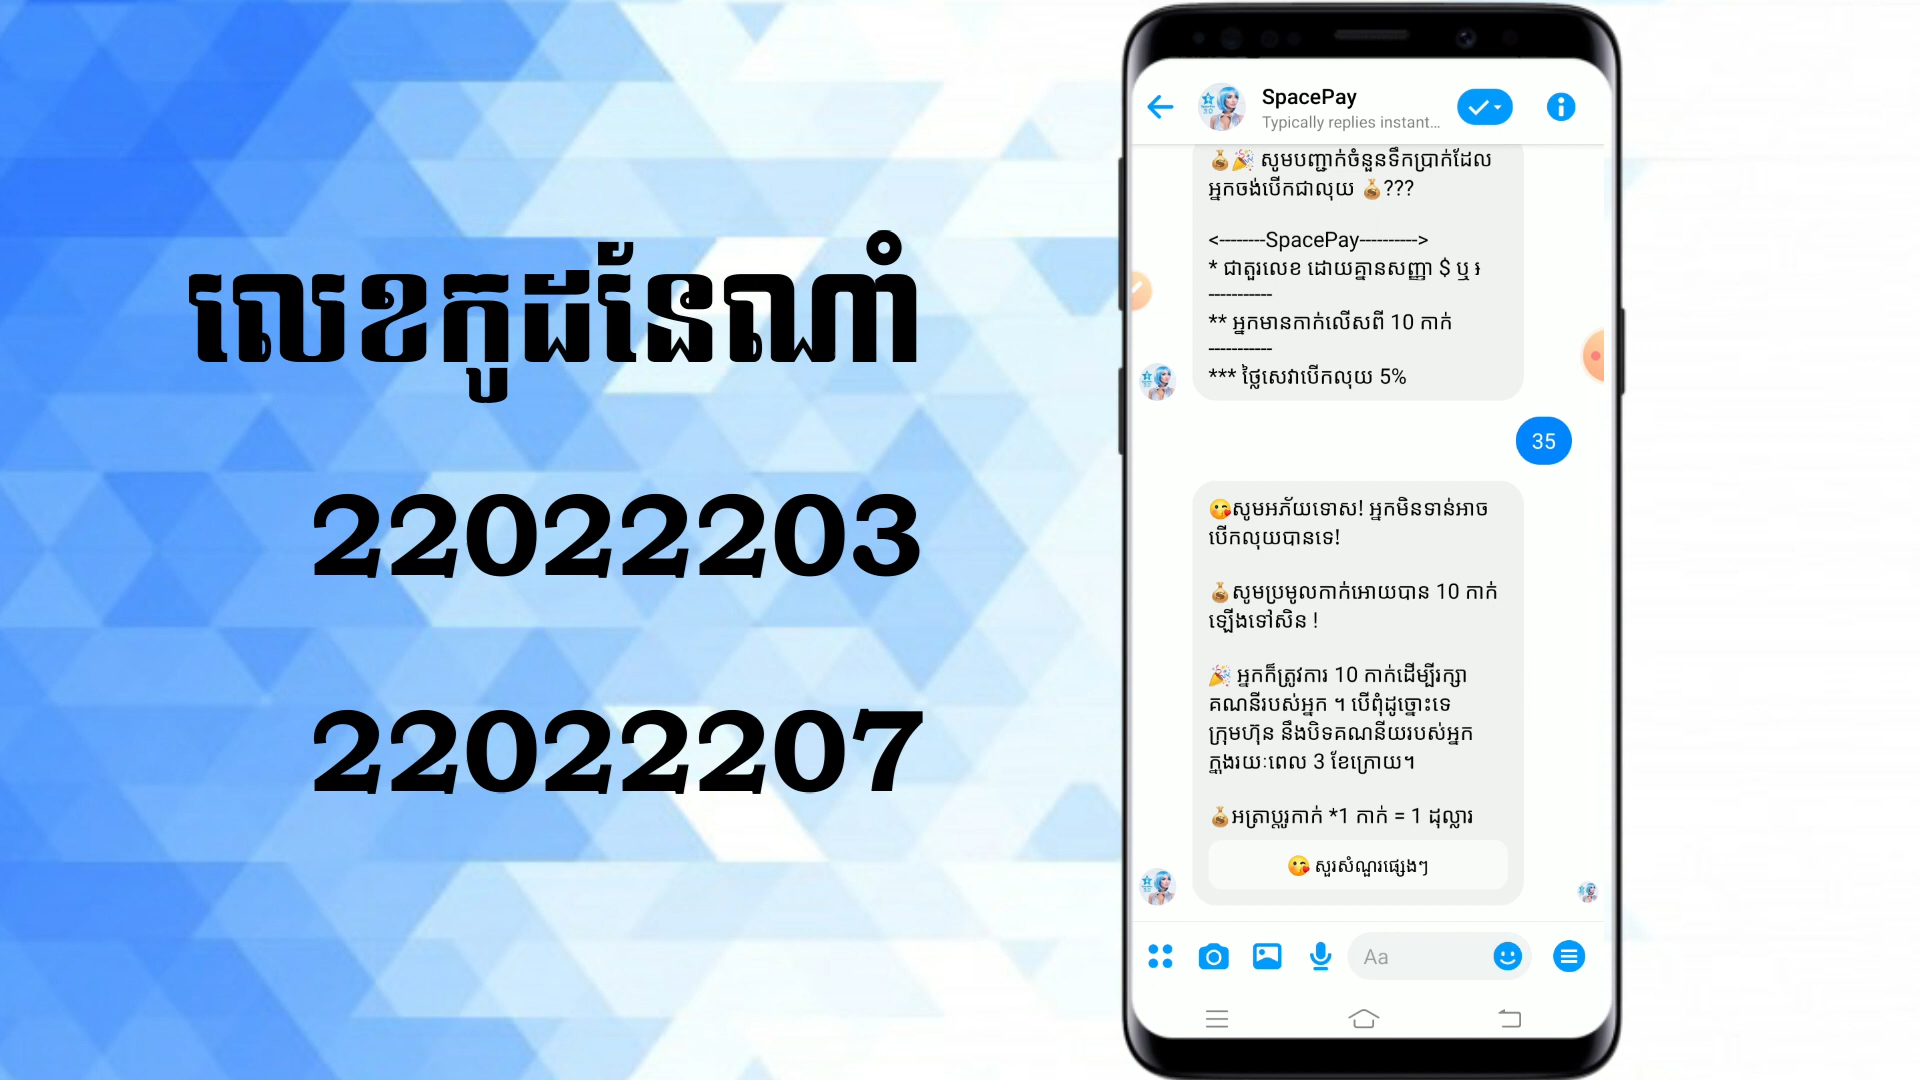 លេខកូដនែណាំ
22022203
22022207
SpacePay
Typically replies instant...
💰🎉 សូមបញ្ជាក់ចំនួនទឹកប្រាក់ដែល
អ្នកចង់បើកជាលុយ 💰???
<--------SpacePay---------->
* ជាតួរលេខ ដោយគ្នានសញ្ញា $ ឬ ៛
-----------
** អ្នកមានកាក់លើសពី 10 កាក់
-----------
*** ថ្លៃសេវាបើកលុយ 5%
35
😘សូមអភ័យទោស! អ្នកមិនទាន់អាច
បើកលុយបានទេ!
💰សូមប្រមូលកាក់អោយបាន 10 កាក់
ឡើងទៅសិន !
🎉 អ្នកក៏ត្រូវការ 10 កាក់ដើម្បីរក្សា
គណនីរបស់អ្នក ។ បើពុំដូច្នោះទេ
ក្រុមហ៊ុន នឹងបិទគណនីយរបស់អ្នក
ក្នុងរយៈពេល 3 ខែក្រោយ។
💰អត្រាប្តូរកាក់ *1 កាក់ = 1 ដុល្លារ
😘 សួរសំណួរផ្សេងៗ
Aa